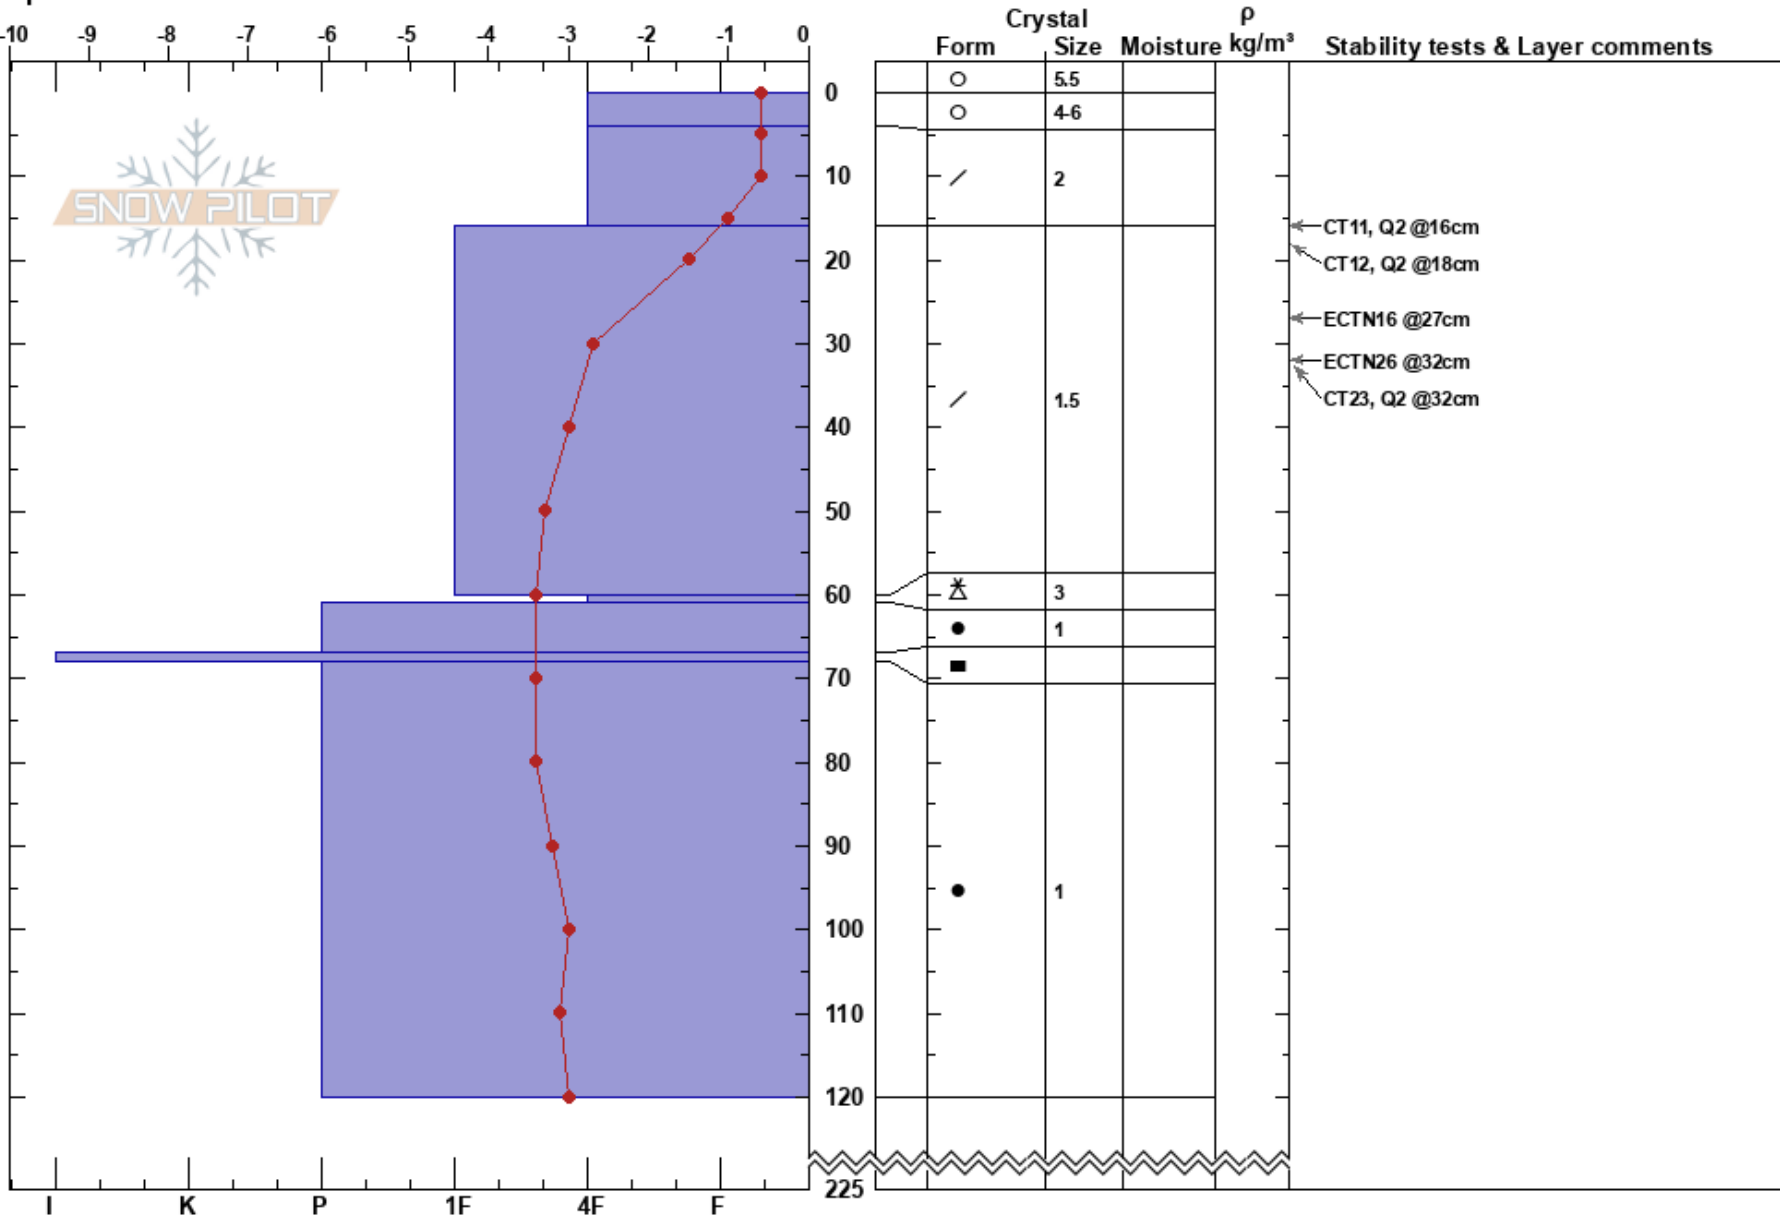 Crystal ρ
-10 -9 -8 -7 -6 -5 -4 -3 -2 -1 0
Form Size Moisture kg/m³ Stability tests & Layer comments
5.5
0
4-6
SNOW PILOT
10
2
CT11, Q2 @16cm
20
CT12, Q2 @18cm
ECTN16 @27cm
30
ECTN26 @32cm
1.5
CT23, Q2 @32cm
40
50
60
3
1
70
80
90
1
100
110
120
225
I K P 1F 4F F